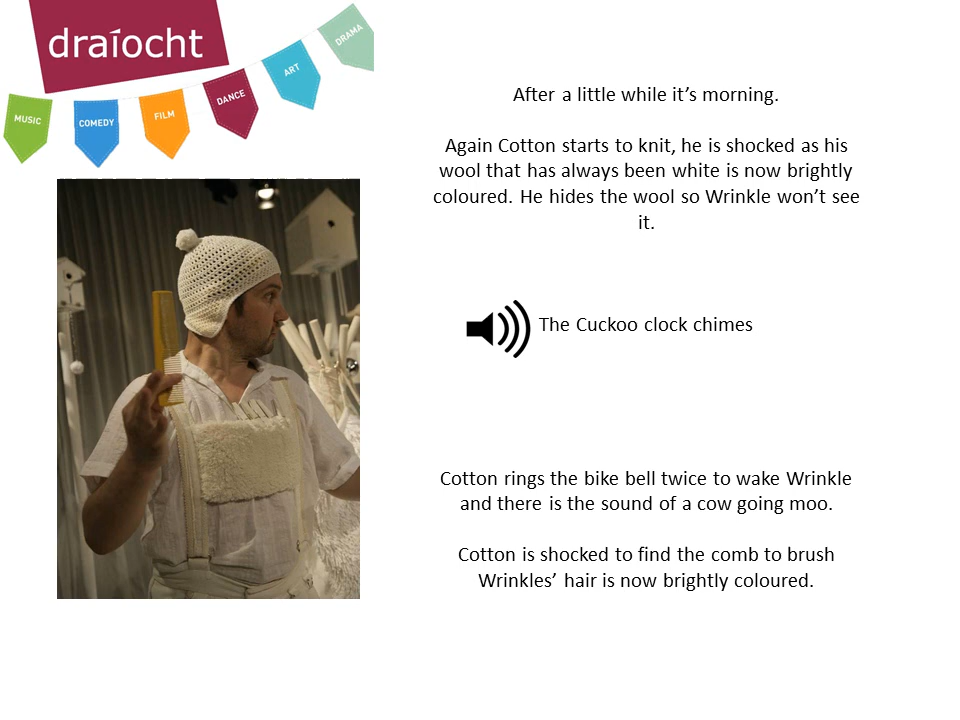 draíocht
MUSIC
COMEDY
FILM
DANCE
ART
DRAMA
After a little while it’s morning.
Again Cotton starts to knit, he is shocked as his
wool that has always been white is now brightly
coloured. He hides the wool so Wrinkle won’t see
it.
The Cuckoo clock chimes
Cotton rings the bike bell twice to wake Wrinkle
and there is the sound of a cow going moo.
Cotton is shocked to find the comb to brush
Wrinkles’ hair is now brightly coloured.